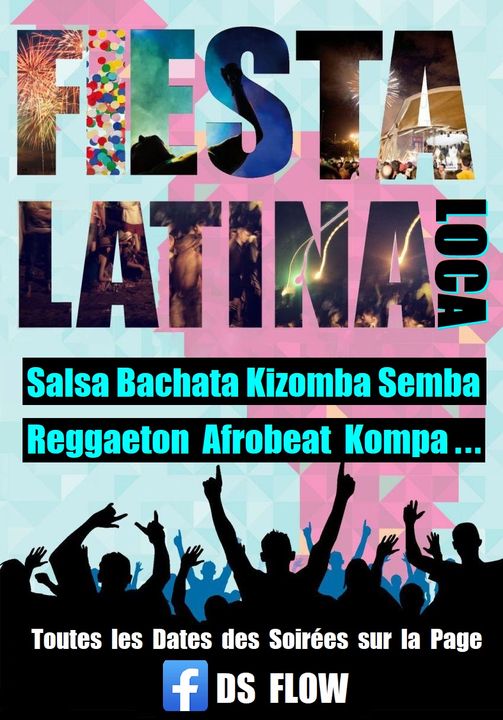 FIESTA
LATINA
LOCA
Salsa Bachata Kizomba Semba
Reggaeton Afrobeat Kompa ...
Toutes les Dates des Soirées sur la Page
f DS FLOW